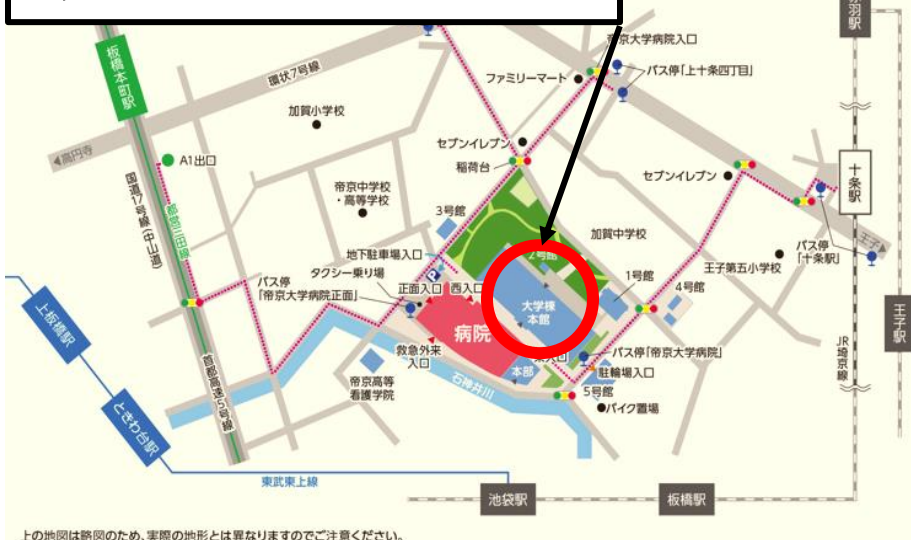 赤羽駅
帝京大学病院入口
バス停「上十条四丁目」
ファミリーマート
環状7号線
板橋本町駅
加賀小学校
◀高円寺
A1出口
セブンイレブン
稲荷台
セブンイレブン
十条駅
国道17号線(中山道)
都営三田線
帝京中学校
・高等学校
3号館
加賀中学校
王子▶
バス停
「十条駅」
地下駐車場入口
2号館
王子第五小学校
タクシー乗り場
1号館
4号館
バス停
「帝京大学病院正面」
正面入口
西入口
大学棟
本館
上板橋駅
病院
王子駅
JR埼京線
救急外来
入口
バス停「帝京大学病院」
本部
駐輪場入口
帝京高等
看護学院
石神井川
5号館
バイク置場
首都高速5号線
ときわ台駅
東武東上線
池袋駅
板橋駅
上の地図は略図のため、実際の地形とは異なりますのでご注意ください。